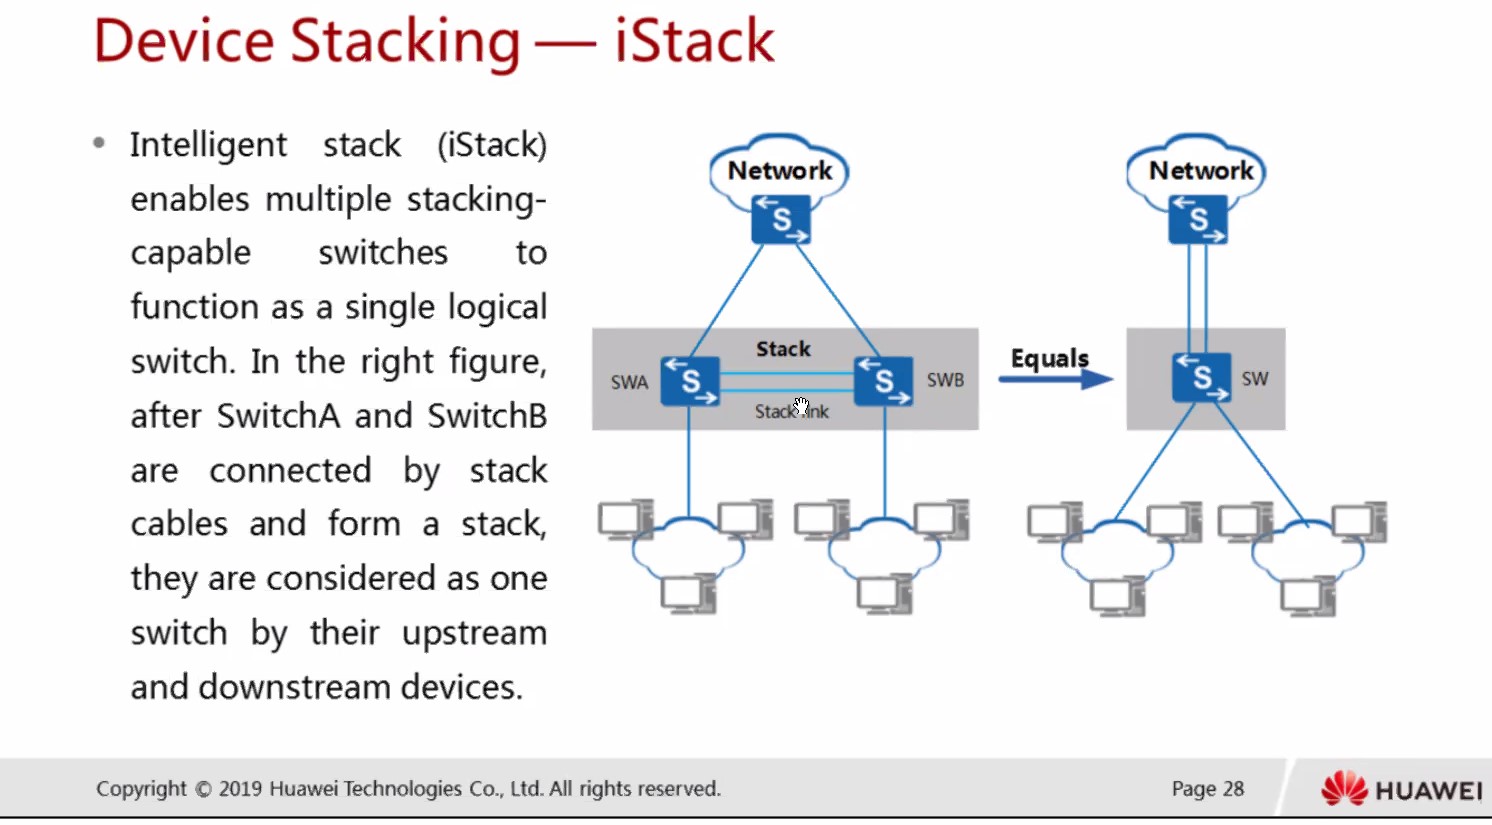 Device Stacking — iStack
• Intelligent stack (iStack)
enables multiple stacking-
capable switches to
function as a single logical
switch. In the right figure,
after SwitchA and SwitchB
are connected by stack
cables and form a stack,
they are considered as one
switch by their upstream
and downstream devices.
Network
S
Stack
SWA
S
S
SWB
Stack link
Equals
Network
S
S
SW
Copyright © 2019 Huawei Technologies Co., Ltd. All rights reserved.
Page 28
HUAWEI